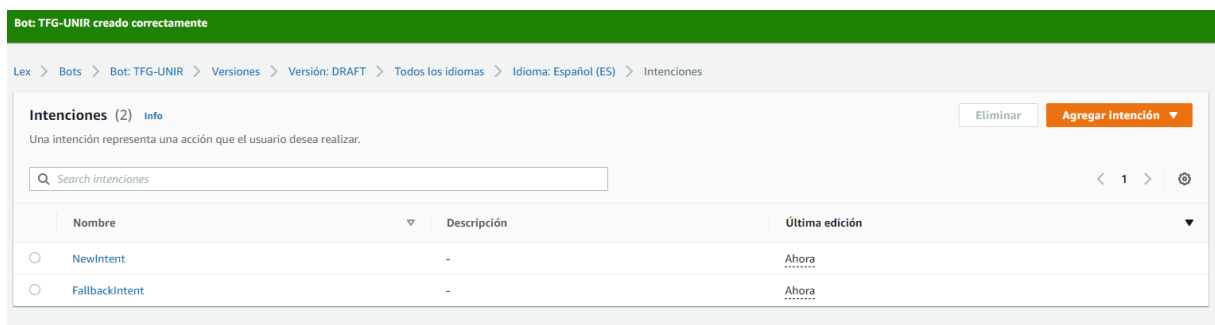 Bot: TFG-UNIR creado correctamente
Lex > Bots > Bot: TFG-UNIR > Versiones > Versión: DRAFT > Todos los idiomas > Idioma: Español (ES) > Intenciones
Intenciones (2) Info
Eliminar
Agregar intención ▼
Una intención representa una acción que el usuario desea realizar.
Search intenciones
< 1 >
Nombre Descripción Última edición
NewIntent - Ahora
FallbackIntent - Ahora